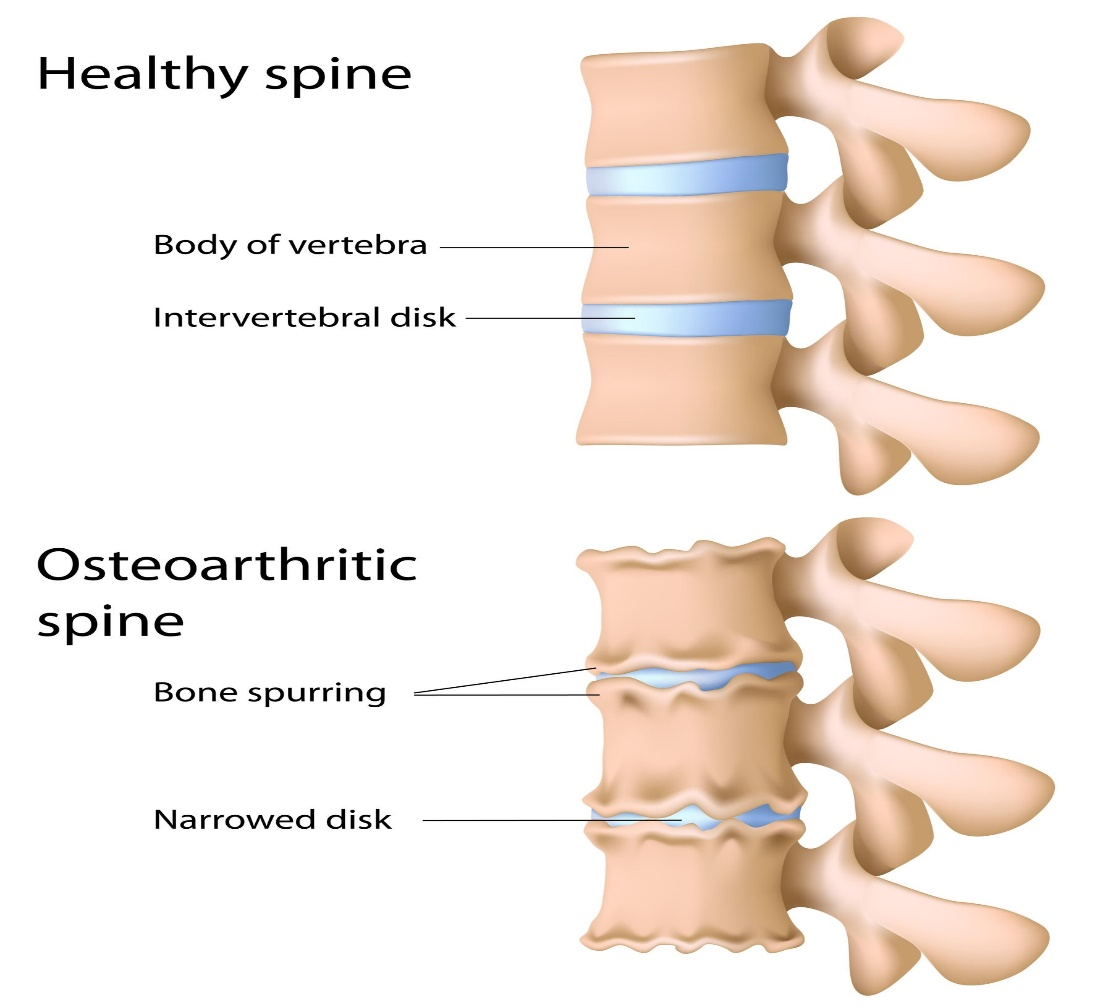 Healthy spine
Body of vertebra
Intervertebral disk
Osteoarthritic
spine
Bone spurring
Narrowed disk